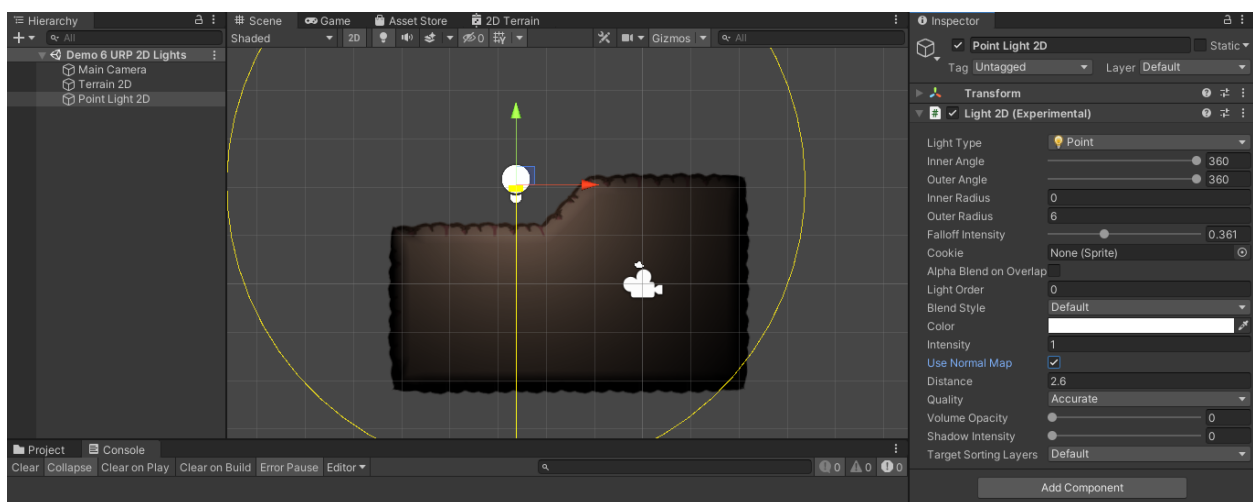 Hierarchy
All
Demo 6 URP 2D Lights
Main Camera
Terrain 2D
Point Light 2D
Scene Game Asset Store 2D Terrain
Shaded 2D 0 Gizmos All
Inspector
Point Light 2D Static
Tag Untagged Layer Default
Transform
Light 2D (Experimental)
Light Type Point
Inner Angle 360
Outer Angle 360
Inner Radius 0
Outer Radius 6
Falloff Intensity 0.361
Cookie None (Sprite)
Alpha Blend on Overlap
Light Order 0
Blend Style Default
Color
Intensity 1
Use Normal Map
Distance 2.6
Quality Accurate
Volume Opacity 0
Shadow Intensity 0
Target Sorting Layers Default
Add Component
Project Console
Clear Collapse Clear on Play Clear on Build Error Pause Editor 0 0 0